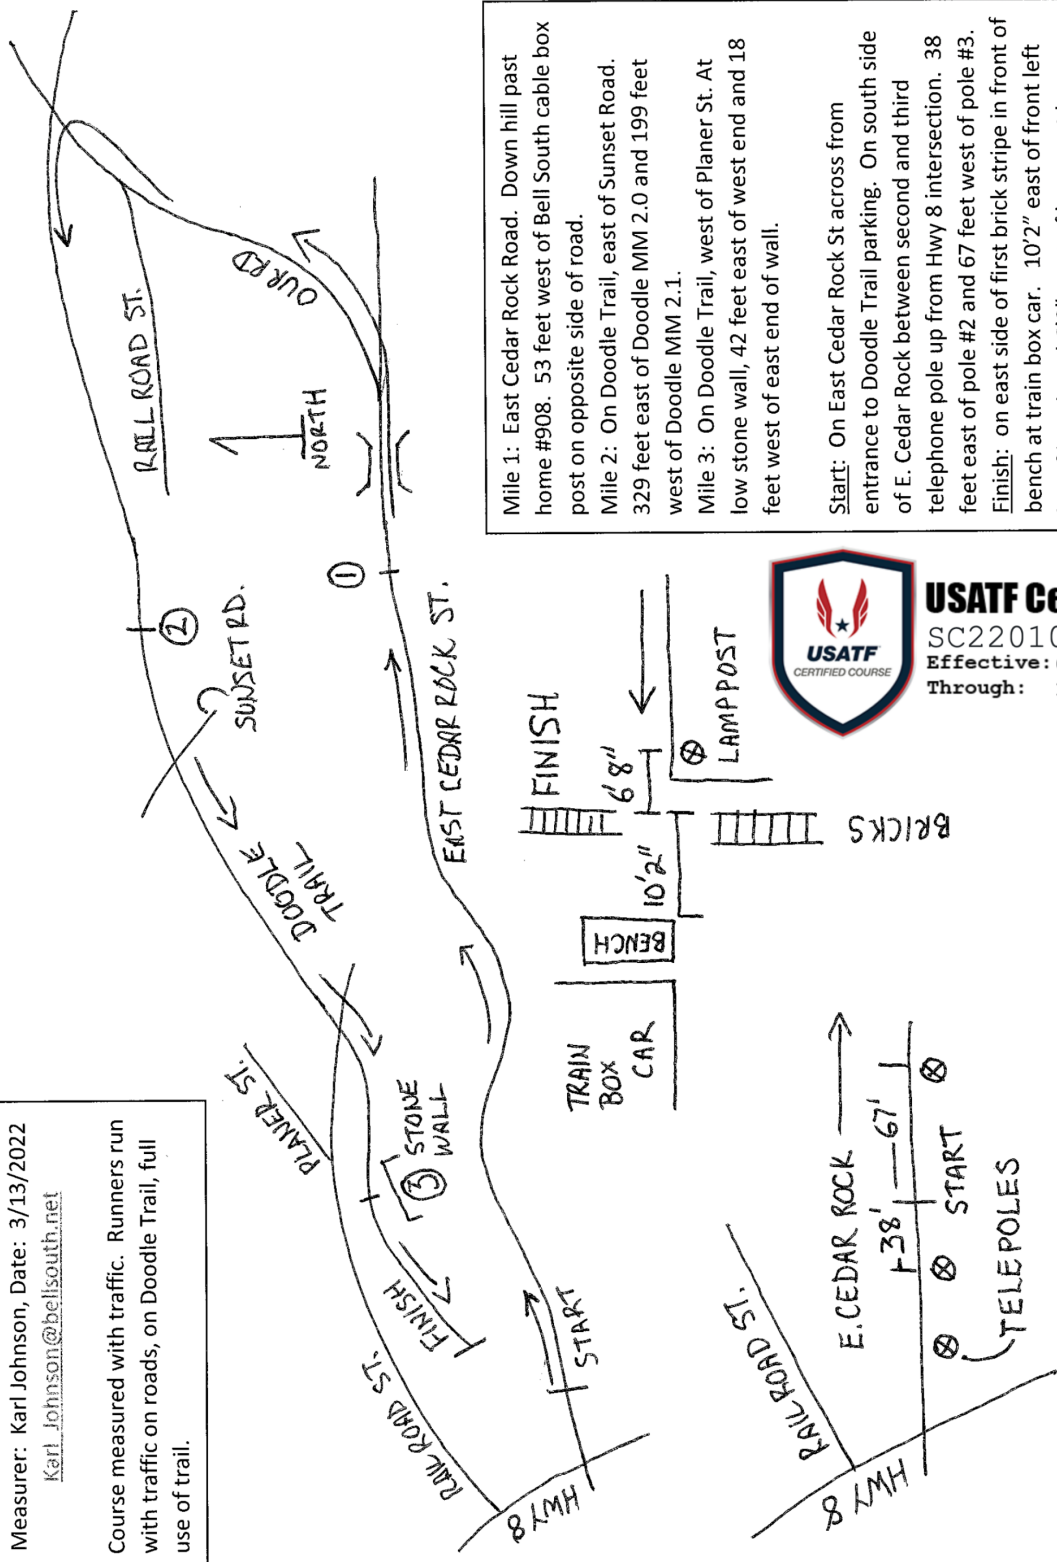 Measurer: Karl Johnson, Date: 3/13/2022
Karl_Johnson@bellsouth.net
Course measured with traffic. Runners run
with traffic on roads, on Doodle Trail, full
use of trail.
RAIL ROAD ST.
OUR RD
NORTH
2
SUNSET RD.
1
DOODLE
TRAIL
EAST CEDAR ROCK ST.
PLANER ST.
3
STONE
WALL
FINISH
RAIL ROAD ST.
START
HWY 8
Mile 1: East Cedar Rock Road. Down hill past
home #908. 53 feet west of Bell South cable box
post on opposite side of road.
Mile 2: On Doodle Trail, east of Sunset Road.
329 feet east of Doodle MM 2.0 and 199 feet
west of Doodle MM 2.1.
Mile 3: On Doodle Trail, west of Planer St. At
low stone wall, 42 feet east of west end and 18
feet west of east end of wall.
Start: On East Cedar Rock St across from
entrance to Doodle Trail parking. On south side
of E. Cedar Rock between second and third
telephone pole up from Hwy 8 intersection. 38
feet east of pole #2 and 67 feet west of pole #3.
Finish: on east side of first brick stripe in front of
bench at train box car. 10'2" east of front left
TRAIN
BOX
CAR
BENCH
10'2"
6'8"
FINISH
LAMPPOST
BRICKS
RAIL ROAD ST.
E. CEDAR ROCK
38'
67'
START
TELEPOLES
HWY 8
USATF
CERTIFIED COURSE
USATF Ce
SC22010
Effective:
Through: